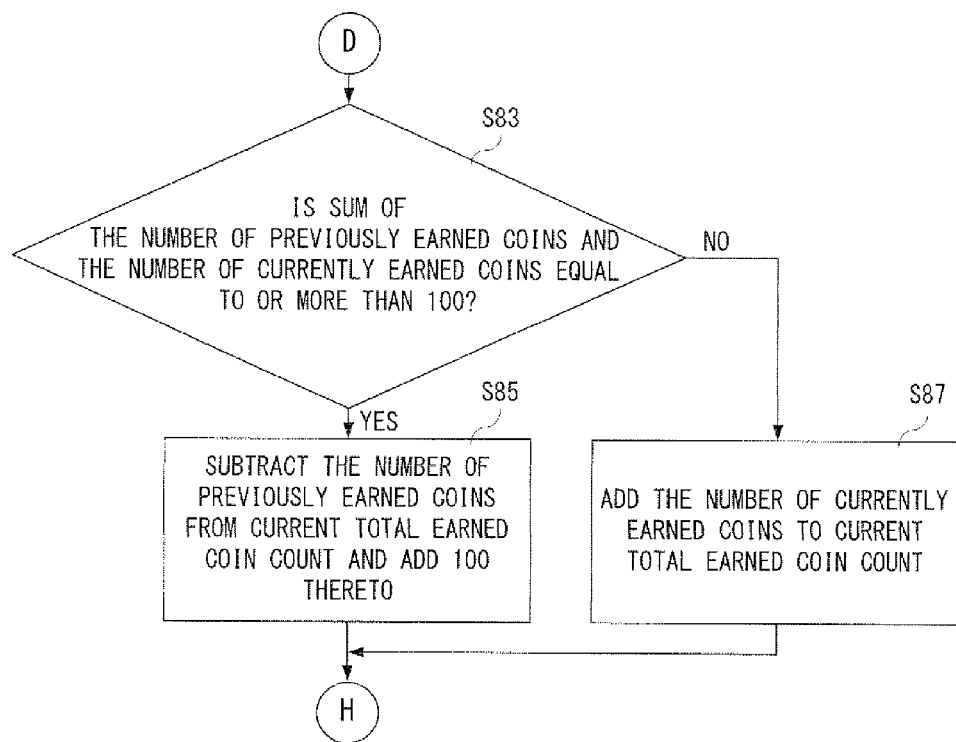 D
S83
IS SUM OF
THE NUMBER OF PREVIOUSLY EARNED COINS AND
THE NUMBER OF CURRENTLY EARNED COINS EQUAL
TO OR MORE THAN 100?
NO
YES
S85
SUBTRACT THE NUMBER OF
PREVIOUSLY EARNED COINS
FROM CURRENT TOTAL EARNED
COIN COUNT AND ADD 100
THERETO
S87
ADD THE NUMBER OF CURRENTLY
EARNED COINS TO CURRENT
TOTAL EARNED COIN COUNT
H